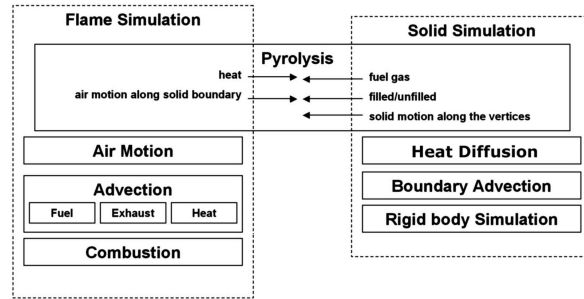 Flame Simulation
Solid Simulation
Pyrolysis
heat
fuel gas
air motion along solid boundary
filled/unfilled
solid motion along the vertices
Air Motion
Heat Diffusion
Advection
Boundary Advection
Fuel
Exhaust
Heat
Rigid body Simulation
Combustion